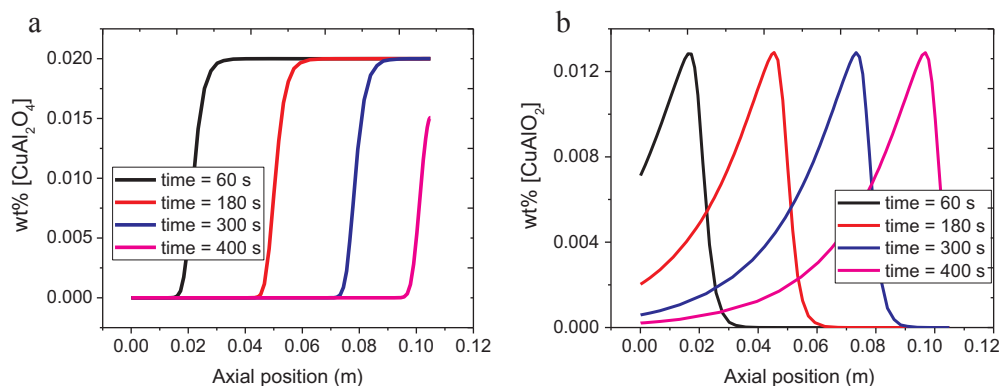 a
wt% [CuAl₂O₄]
0.020
0.015
0.010
0.005
0.000
time = 60 s
time = 180 s
time = 300 s
time = 400 s
0.00 0.02 0.04 0.06 0.08 0.10 0.12
Axial position (m)
b
wt% [CuAlO₂]
0.012
0.008
0.004
0.000
time = 60 s
time = 180 s
time = 300 s
time = 400 s
0.00 0.02 0.04 0.06 0.08 0.10 0.12
Axial position (m)